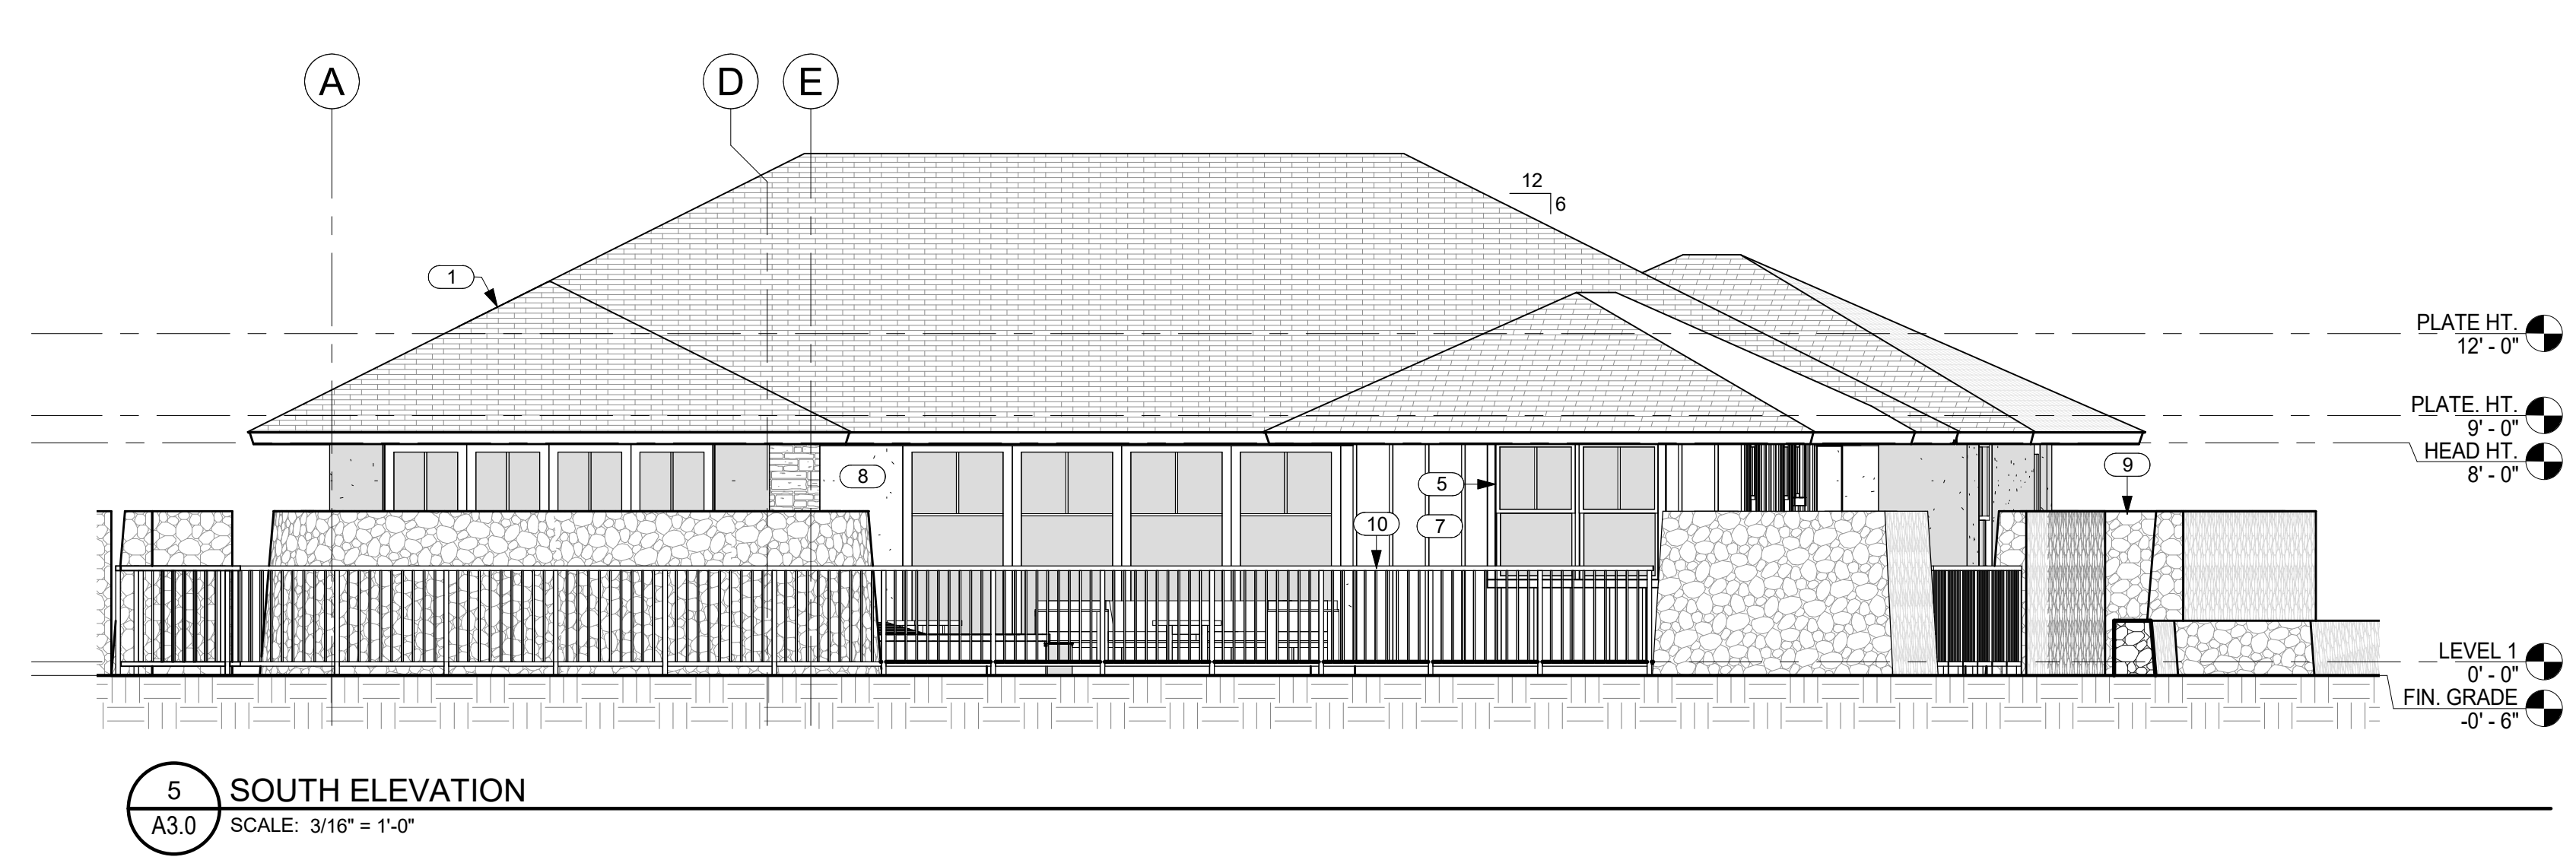 A
D
E
12
6
1
PLATE HT.
12' - 0"
PLATE. HT.
9' - 0"
HEAD HT.
8' - 0"
8
5
9
10
7
LEVEL 1
0' - 0"
FIN. GRADE
-0' - 6"
5
SOUTH ELEVATION
A3.0
SCALE: 3/16" = 1'-0"